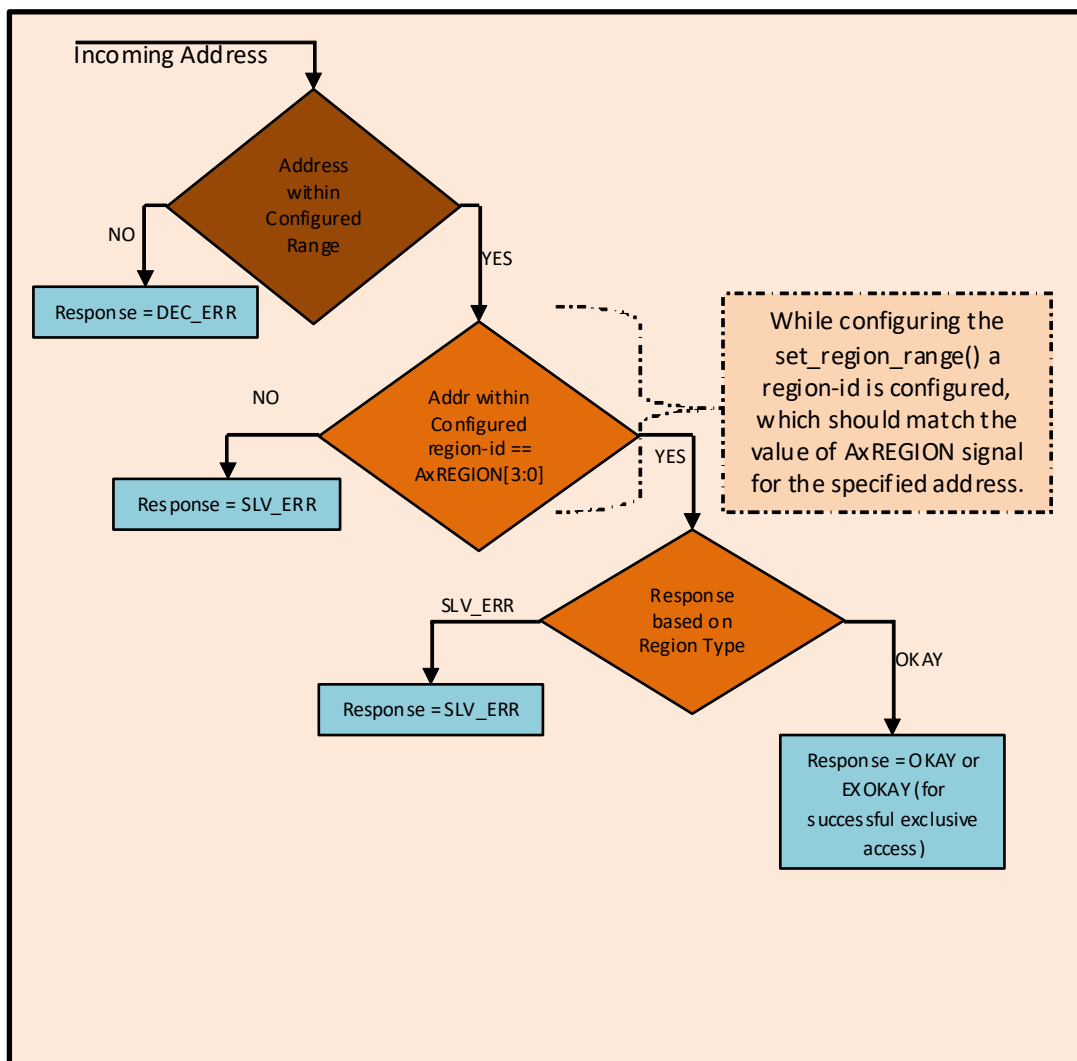 Incoming Address
Address
within
Configured
Range
NO
YES
Response = DEC_ERR
While configuring the
set_region_range() a
region-id is configured,
which should match the
value of AxREGION signal
for the specified address.
NO
Addr within
Configured
region-id ==
AxREGION[3:0]
YES
Response = SLV_ERR
Response
based on
Region Type
SLV_ERR
OKAY
Response = SLV_ERR
Response = OKAY or
EXOKAY (for
successful exclusive
access)